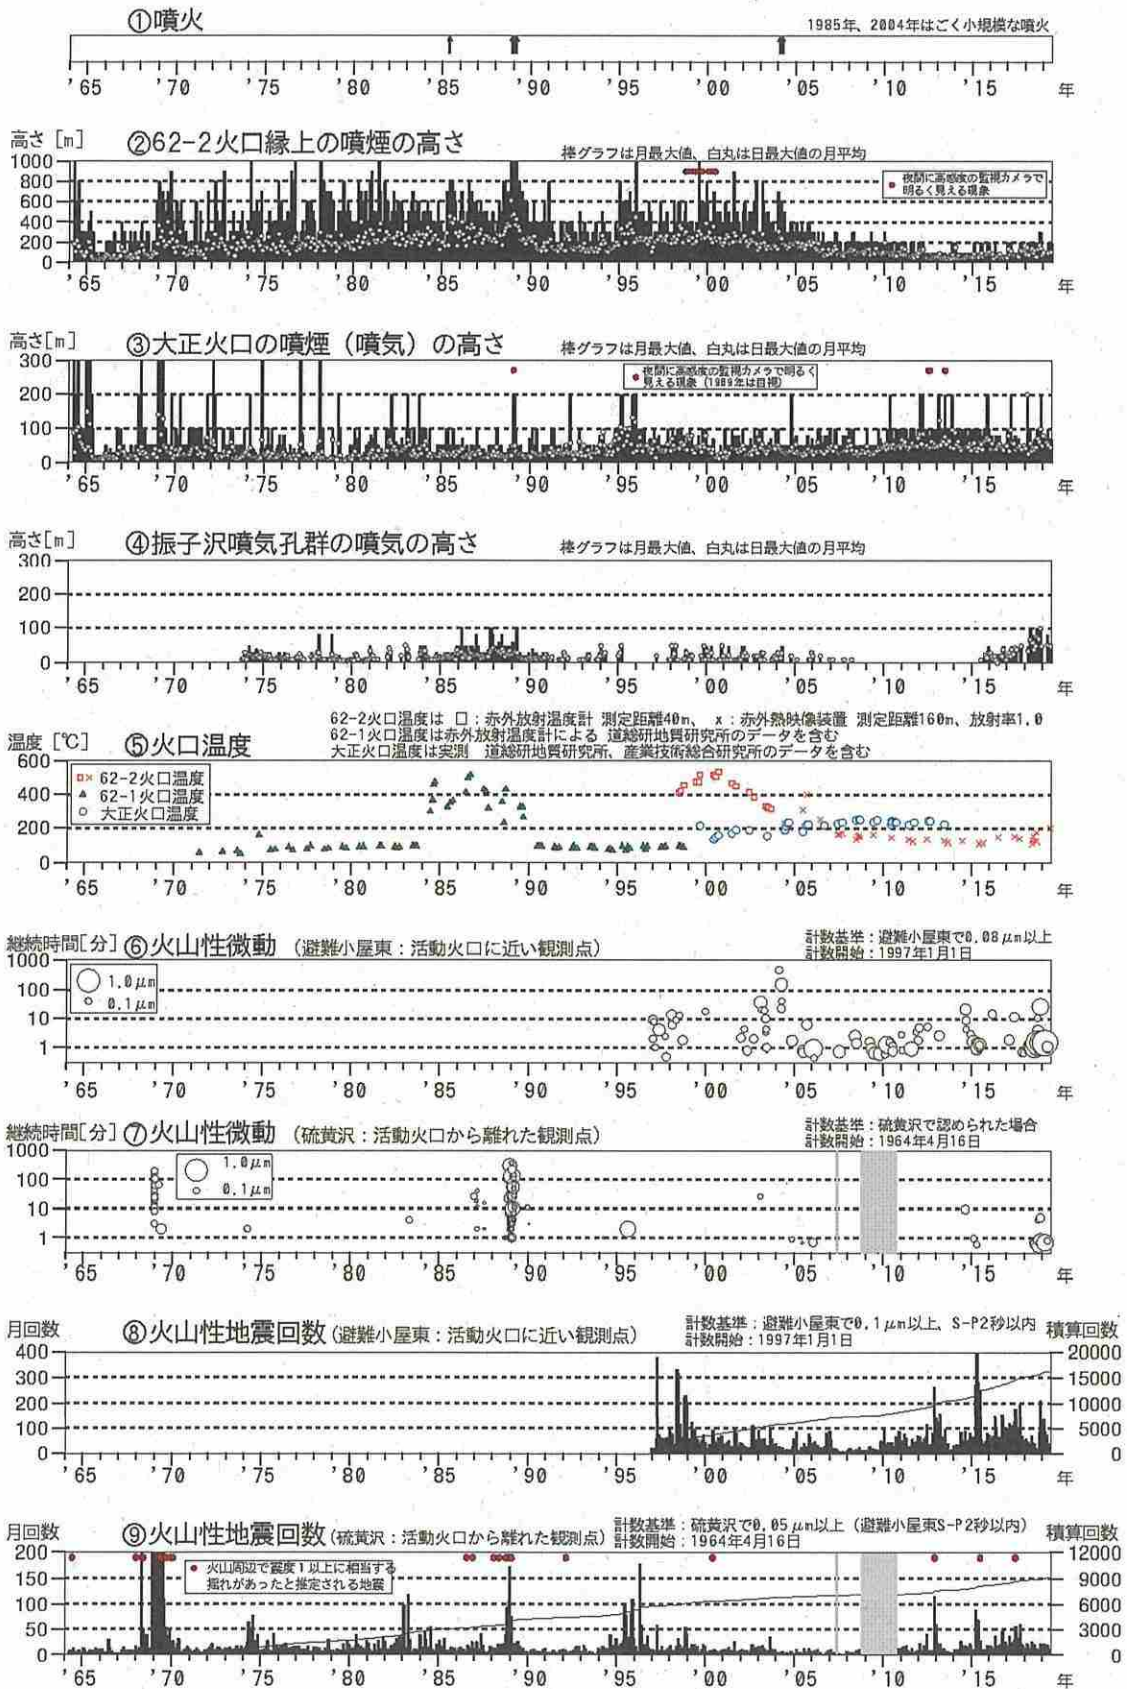 ①噴火
1985年、2004年はごく小規模な噴火
'65 '70 '75 '80 '85 '90 '95 '00 '05 '10 '15 年
高さ [m]
②62-2火口縁上の噴煙の高さ
棒グラフは月最大値、白丸は日最大値の月平均
夜間に高感度の監視カメラで
明るく見える現象
1000
800
600
400
200
0
'65 '70 '75 '80 '85 '90 '95 '00 '05 '10 '15 年
高さ[m]
③大正火口の噴煙（噴気）の高さ
棒グラフは月最大値、白丸は日最大値の月平均
夜間に高感度の監視カメラで明るく
見える現象（1989年は目視）
300
200
100
0
'65 '70 '75 '80 '85 '90 '95 '00 '05 '10 '15 年
高さ[m]
④振子沢噴気孔群の噴気の高さ
棒グラフは月最大値、白丸は日最大値の月平均
300
200
100
0
'65 '70 '75 '80 '85 '90 '95 '00 '05 '10 '15 年
62-2火口温度は □：赤外放射温度計 測定距離40m、 x：赤外熱映像装置 測定距離160m、放射率1.0
62-1火口温度は赤外放射温度計による 道総研地質研究所のデータを含む
大正火口温度は実測 道総研地質研究所、産業技術総合研究所のデータを含む
温度 [℃]
⑤火口温度
□× 62-2火口温度
▲ 62-1火口温度
○ 大正火口温度
600
400
200
0
'65 '70 '75 '80 '85 '90 '95 '00 '05 '10 '15 年
継続時間[分]
⑥火山性微動 （避難小屋東：活動火口に近い観測点）
計数基準：避難小屋東で0.08μm以上
計数開始：1997年1月1日
1.0μm
0.1μm
1000
100
10
1
'65 '70 '75 '80 '85 '90 '95 '00 '05 '10 '15 年
継続時間[分]
⑦火山性微動 （硫黄沢：活動火口から離れた観測点）
計数基準：硫黄沢で認められた場合
計数開始：1964年4月16日
1.0μm
0.1μm
1000
100
10
1
'65 '70 '75 '80 '85 '90 '95 '00 '05 '10 '15 年
月回数
⑧火山性地震回数（避難小屋東：活動火口に近い観測点）
計数基準：避難小屋東で0.1μm以上、S-P2秒以内
計数開始：1997年1月1日
積算回数
400 20000
300 15000
200 10000
100 5000
0 0
'65 '70 '75 '80 '85 '90 '95 '00 '05 '10 '15 年
月回数
⑨火山性地震回数（硫黄沢：活動火口から離れた観測点）
計数基準：硫黄沢で0.05μm以上（避難小屋東S-P2秒以内）
計数開始：1964年4月16日
積算回数
火山周辺で震度1以上に相当する
揺れがあったと推定される地震
200 12000
150 9000
100 6000
50 3000
0 0
'65 '70 '75 '80 '85 '90 '95 '00 '05 '10 '15 年